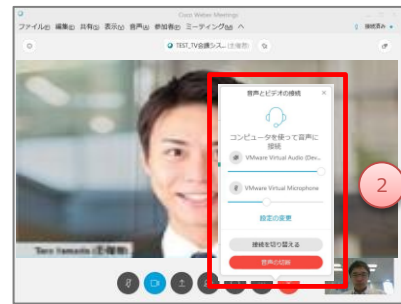 Cisco Webex Meetings
ファイル(F) 編集(E) 共有(S) 表示(V) 音声(A) 参加者(P) ミーティング(M) ヘ
接続済み
TEST_TV会議シス... (主催者)
音声とビデオの接続
コンピュータを使って音声に
接続
VMware Virtual Audio (Dev...
VMware Virtual Microphone
設定の変更
接続を切り替える
音声の切断
2
Taro Yamada (主催者)